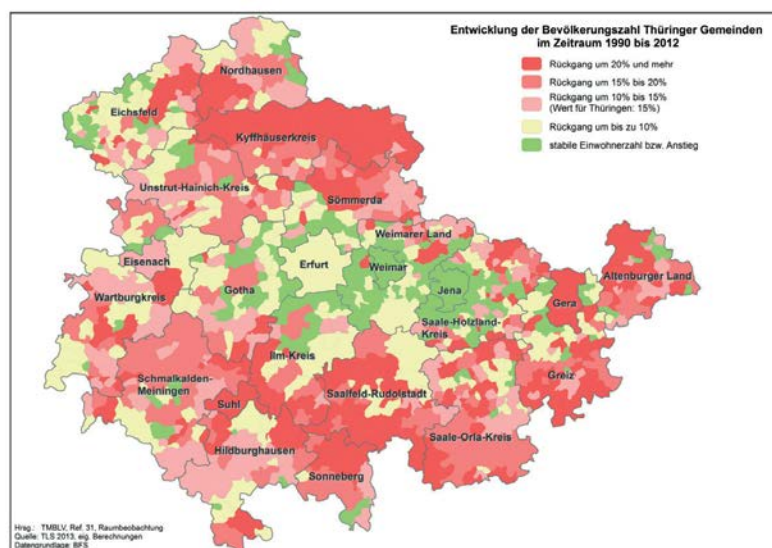 Entwicklung der Bevölkerungszahl Thüringer Gemeinden
im Zeitraum 1990 bis 2012
Rückgang um 20% und mehr
Rückgang um 15% bis 20%
Rückgang um 10% bis 15%
(Wert für Thüringen: 15%)
Rückgang um bis zu 10%
stabile Einwohnerzahl bzw. Anstieg
Nordhausen
Eichsfeld
Kyffhäuserkreis
Unstrut-Hainich-Kreis
Sömmerda
Weimarer Land
Eisenach
Erfurt
Weimar
Altenburger Land
Wartburgkreis
Gotha
Jena
Gera
Saale-Holzland-
Kreis
Ilm-Kreis
Schmalkalden-
Meiningen
Greiz
Suhl
Saalfeld-Rudolstadt
Saale-Orla-Kreis
Hildburghausen
Sonneberg
Hrsg.: TMBLV, Ref. 31, Raumbeobachtung
Quelle: TLS 2013, eig. Berechnungen
Datengrundlage: BFS